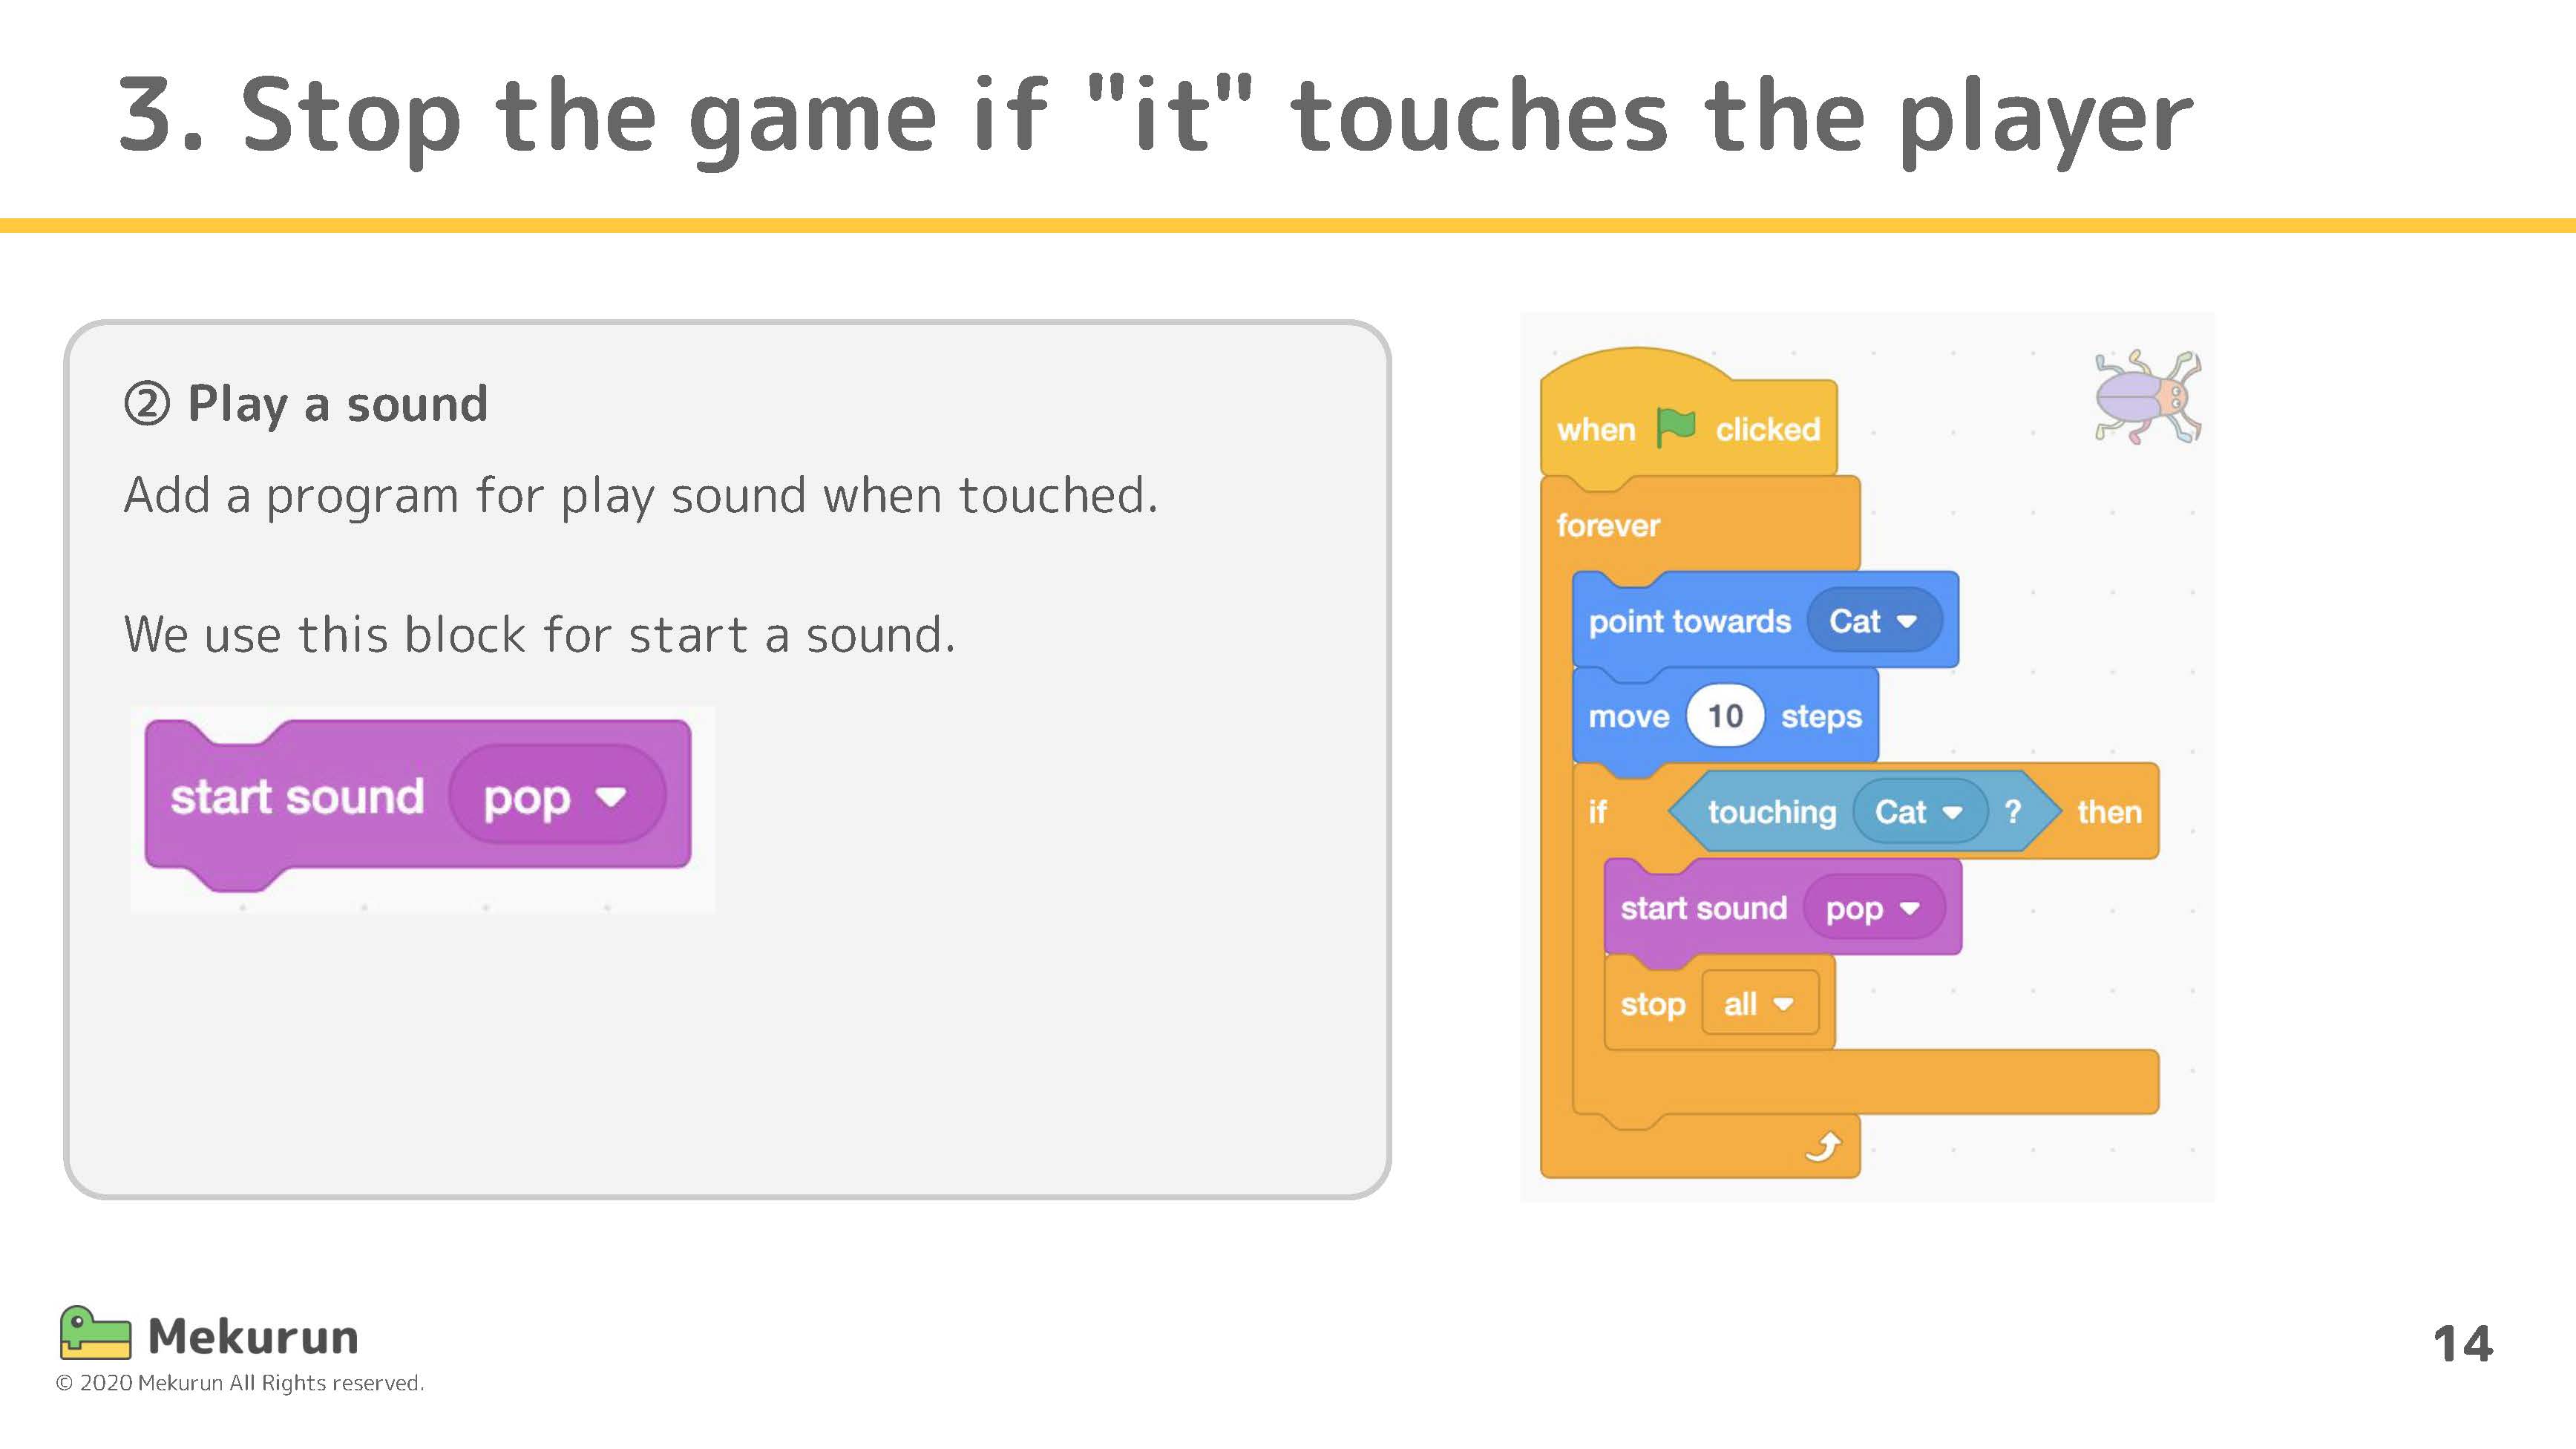 3. Stop the game if "it" touches the player
② Play a sound
Add a program for play sound when touched.
We use this block for start a sound.
start sound pop
when clicked
forever
point towards Cat
move 10 steps
if touching Cat ? then
start sound pop
stop all
Mekurun
© 2020 Mekurun All Rights reserved.
14